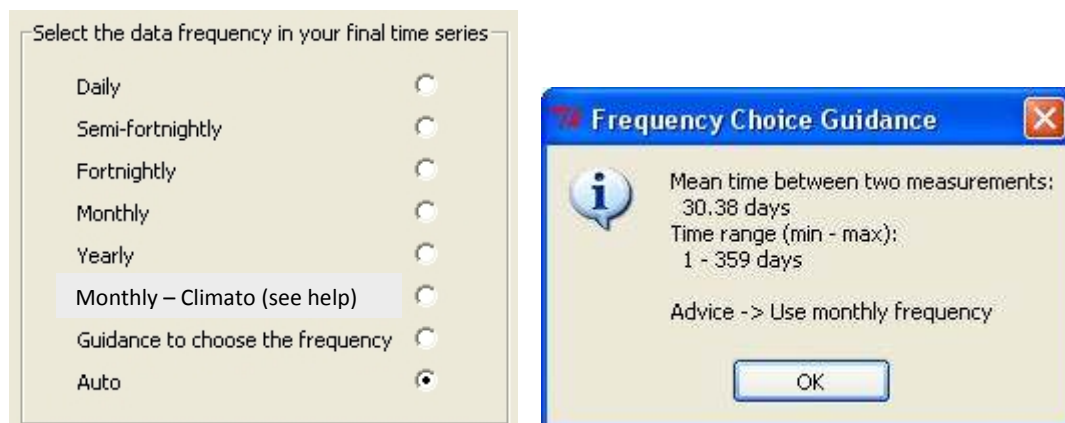 Select the data frequency in your final time series
Daily
Semi-fortnightly
Fortnightly
Monthly
Yearly
Monthly – Climato (see help)
Guidance to choose the frequency
Auto
Frequency Choice Guidance
Mean time between two measurements:
30.38 days
Time range (min - max):
1 - 359 days
Advice -> Use monthly frequency
OK